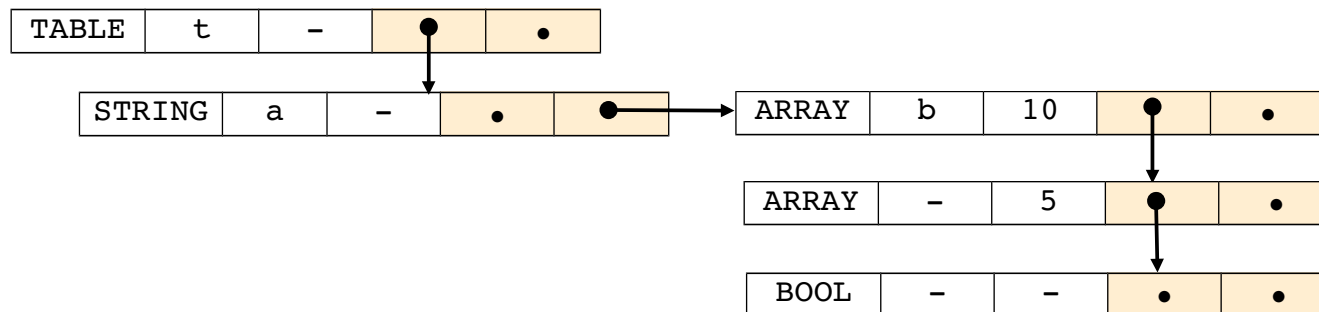 TABLE t -
STRING a -
ARRAY b 10
ARRAY - 5
BOOL - -